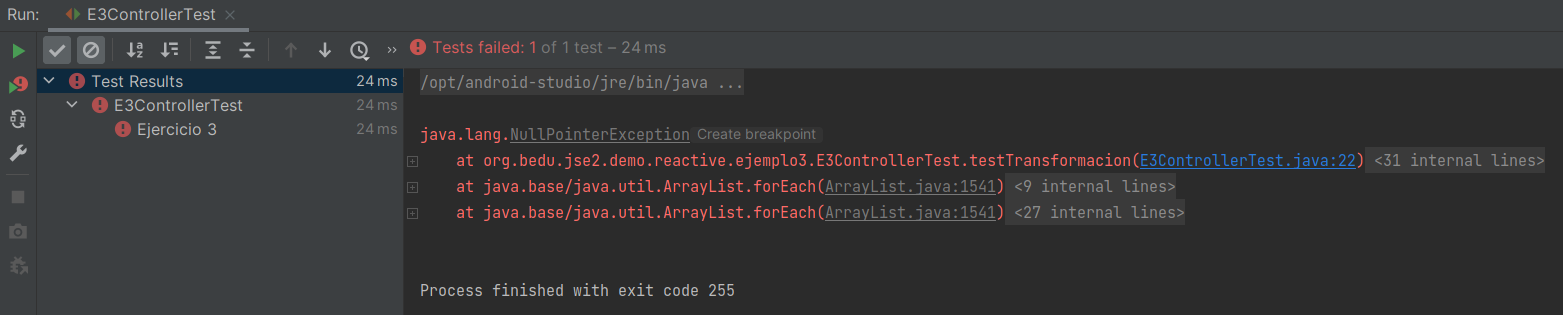 Run: E3ControllerTest
Tests failed: 1 of 1 test – 24 ms
Test Results 24 ms
E3ControllerTest 24 ms
Ejercicio 3 24 ms
/opt/android-studio/jre/bin/java ...
java.lang.NullPointerException Create breakpoint
at org.bedu.jse2.demo.reactive.ejemplo3.E3ControllerTest.testTransformacion(E3ControllerTest.java:22) <31 internal lines>
at java.base/java.util.ArrayList.forEach(ArrayList.java:1541) <9 internal lines>
at java.base/java.util.ArrayList.forEach(ArrayList.java:1541) <27 internal lines>
Process finished with exit code 255